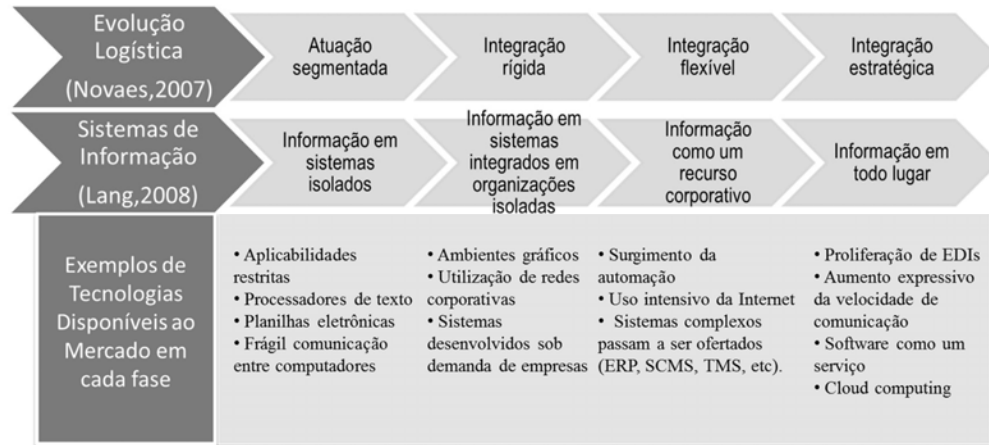 Evolução
Logística
(Novaes,2007)
Atuação
segmentada
Integração
rígida
Integração
flexível
Integração
estratégica
Sistemas de
Informação
(Lang,2008)
Informação em
sistemas
isolados
Informação em
sistemas
integrados em
organizações
isoladas
Informação
como um
recurso
corporativo
Informação em
todo lugar
Exemplos de
Tecnologias
Disponíveis ao
Mercado em
cada fase
• Aplicabilidades
restritas
• Processadores de texto
• Planilhas eletrônicas
• Frágil comunicação
entre computadores
• Ambientes gráficos
• Utilização de redes
corporativas
• Sistemas
desenvolvidos sob
demanda de empresas
• Surgimento da
automação
• Uso intensivo da Internet
• Sistemas complexos
passam a ser ofertados
(ERP, SCMS, TMS, etc).
• Proliferação de EDIs
• Aumento expressivo
da velocidade de
comunicação
• Software como um
serviço
• Cloud computing